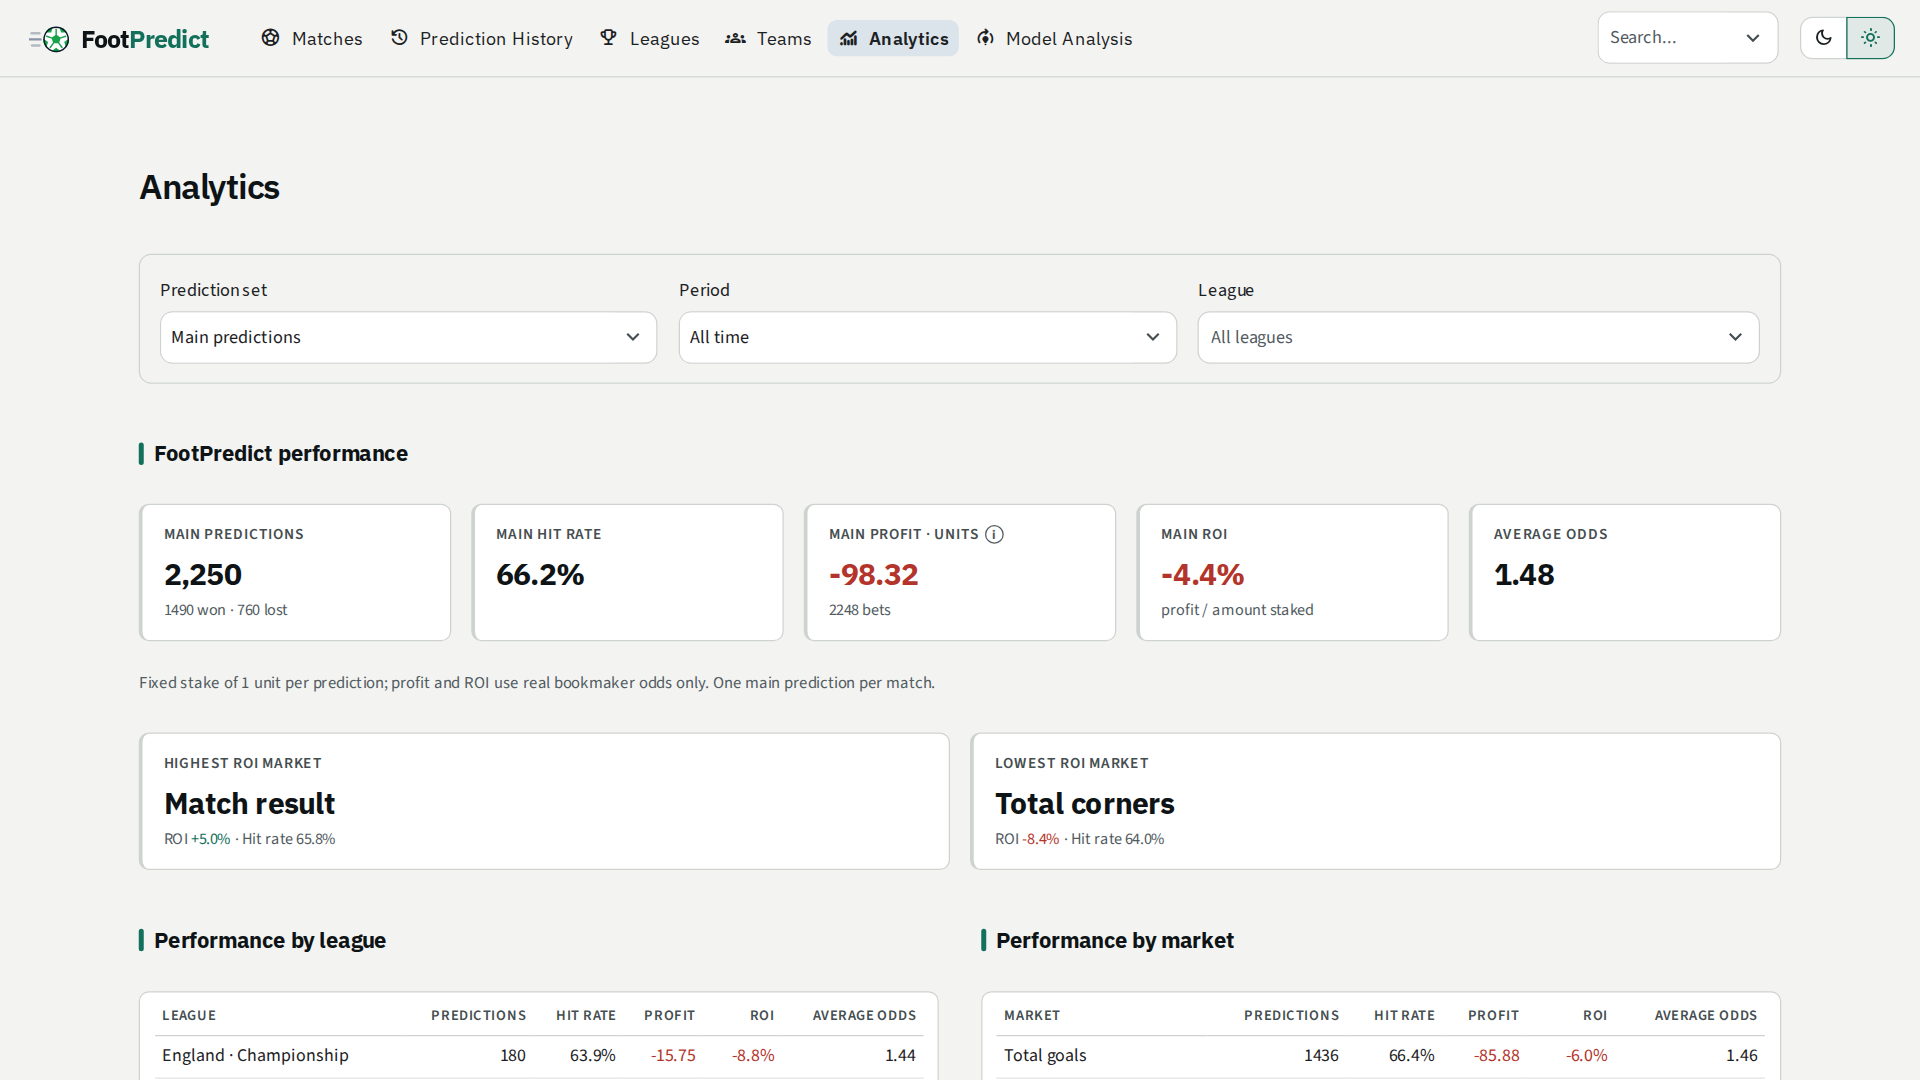 FootPredict
Matches
Prediction History
Leagues
Teams
Analytics
Model Analysis
Search...
Analytics
Prediction set
Period
League
Main predictions
All time
All leagues
FootPredict performance
MAIN PREDICTIONS
2,250
1490 won · 760 lost
MAIN HIT RATE
66.2%
MAIN PROFIT · UNITS
-98.32
2248 bets
MAIN ROI
-4.4%
profit / amount staked
AVERAGE ODDS
1.48
Fixed stake of 1 unit per prediction; profit and ROI use real bookmaker odds only. One main prediction per match.
HIGHEST ROI MARKET
Match result
ROI +5.0% · Hit rate 65.8%
LOWEST ROI MARKET
Total corners
ROI -8.4% · Hit rate 64.0%
Performance by league
LEAGUE PREDICTIONS HIT RATE PROFIT ROI AVERAGE ODDS
England · Championship 180 63.9% -15.75 -8.8% 1.44
Performance by market
MARKET PREDICTIONS HIT RATE PROFIT ROI AVERAGE ODDS
Total goals 1436 66.4% -85.88 -6.0% 1.46